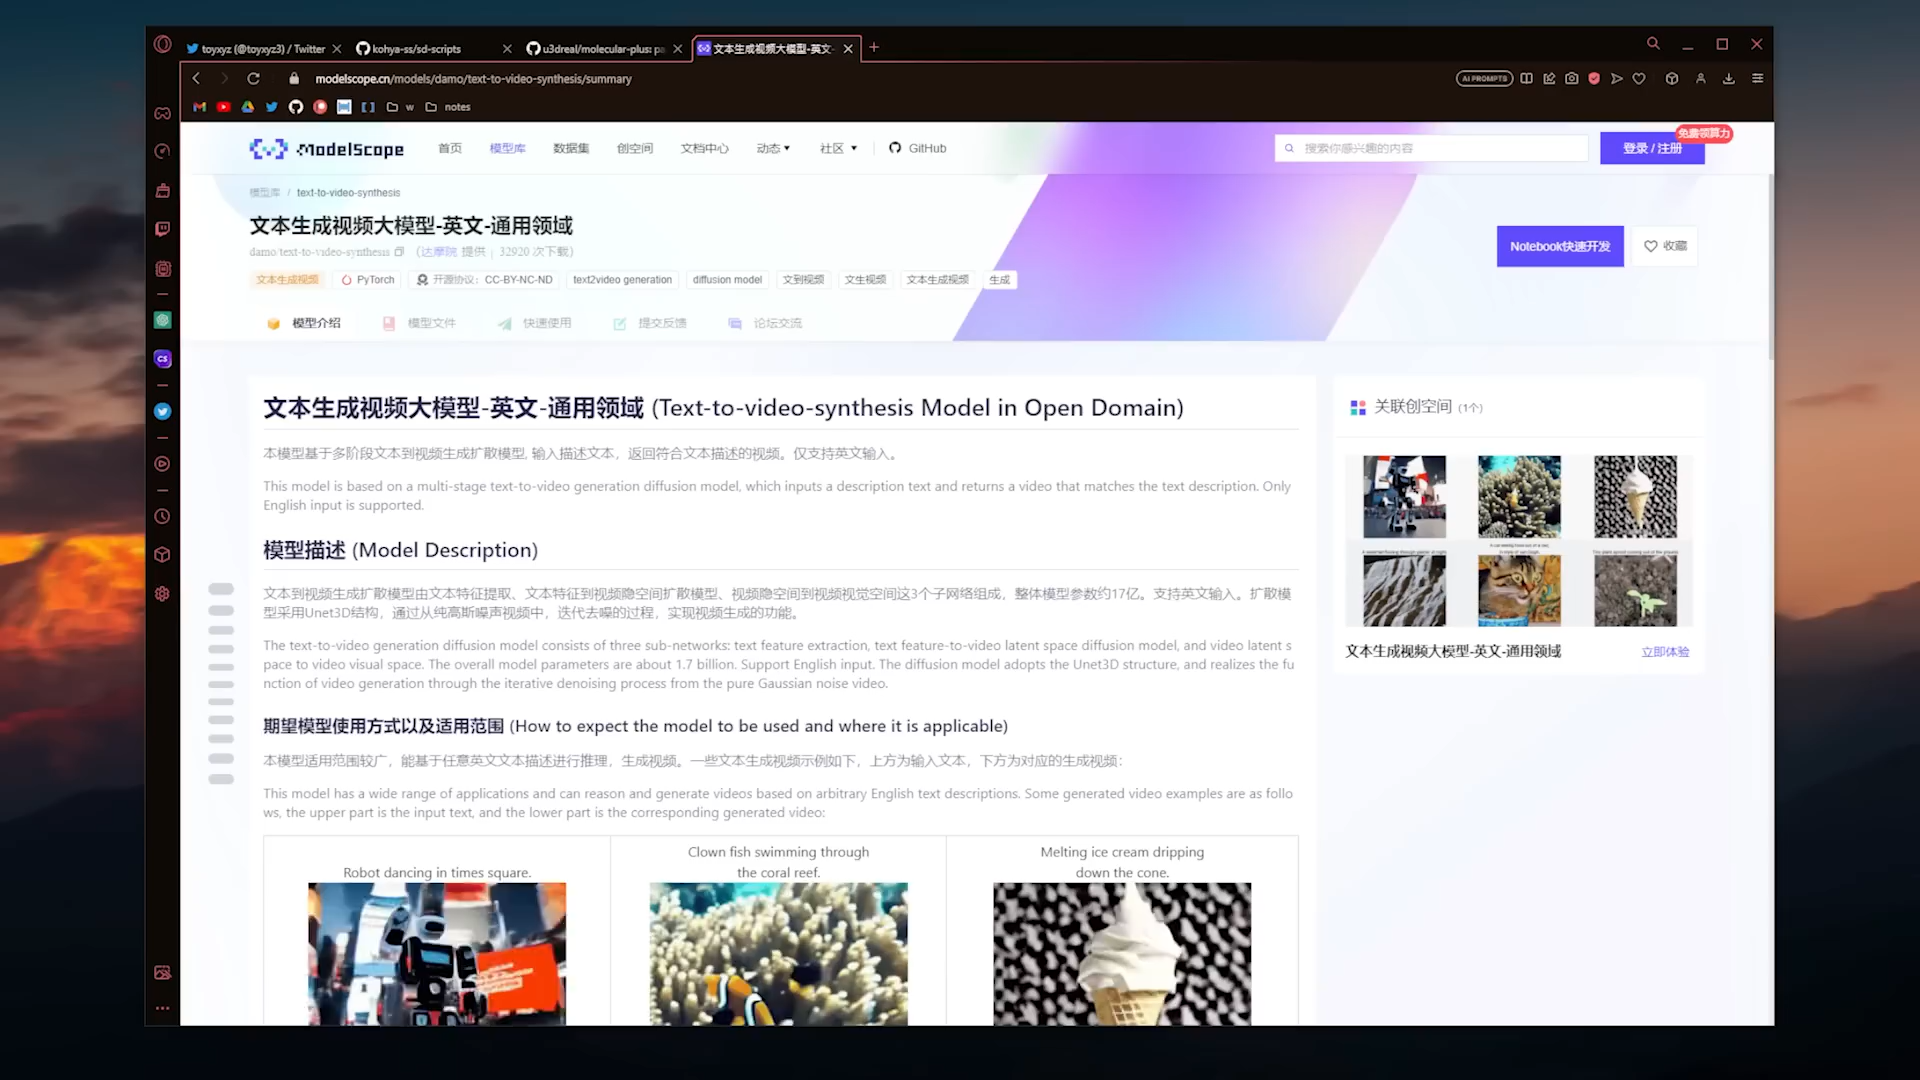 toyxyz (@toyxyz3) / Twitter
kohya-ss/sd-scripts
u3dreal/molecular-plus: pa
文本生成视频大模型-英文-
modelscope.cn/models/damo/text-to-video-synthesis/summary
AI PROMPTS
w
notes
ModelScope
首页
模型库
数据集
创空间
文档中心
动态
社区
GitHub
搜索你感兴趣的内容
登录 / 注册
免费领算力
模型库 / text-to-video-synthesis
文本生成视频大模型-英文-通用领域
damo/text-to-video-synthesis (达摩院 提供 | 32920 次下载)
Notebook快速开发
收藏
文本生成视频
PyTorch
开源协议: CC-BY-NC-ND
text2video generation
diffusion model
文到视频
文生视频
文本生成视频
生成
模型介绍
模型文件
快速使用
提交反馈
论坛交流
文本生成视频大模型-英文-通用领域 (Text-to-video-synthesis Model in Open Domain)
本模型基于多阶段文本到视频生成扩散模型, 输入描述文本，返回符合文本描述的视频。仅支持英文输入。
This model is based on a multi-stage text-to-video generation diffusion model, which inputs a description text and returns a video that matches the text description. Only
English input is supported.
模型描述 (Model Description)
文本到视频生成扩散模型由文本特征提取、文本特征到视频隐空间扩散模型、视频隐空间到视频视觉空间这3个子网络组成，整体模型参数约17亿。支持英文输入。扩散模
型采用Unet3D结构，通过从纯高斯噪声视频中，迭代去噪的过程，实现视频生成的功能。
The text-to-video generation diffusion model consists of three sub-networks: text feature extraction, text feature-to-video latent space diffusion model, and video latent s
pace to video visual space. The overall model parameters are about 1.7 billion. Support English input. The diffusion model adopts the Unet3D structure, and realizes the fu
nction of video generation through the iterative denoising process from the pure Gaussian noise video.
期望模型使用方式以及适用范围 (How to expect the model to be used and where it is applicable)
本模型适用范围较广，能基于任意英文文本描述进行推理，生成视频。一些文本生成视频示例如下，上方为输入文本，下方为对应的生成视频：
This model has a wide range of applications and can reason and generate videos based on arbitrary English text descriptions. Some generated video examples are as follo
ws, the upper part is the input text, and the lower part is the corresponding generated video:
Robot dancing in times square.
Clown fish swimming through
the coral reef.
Melting ice cream dripping
down the cone.
关联创空间 (1个)
文本生成视频大模型-英文-通用领域
立即体验